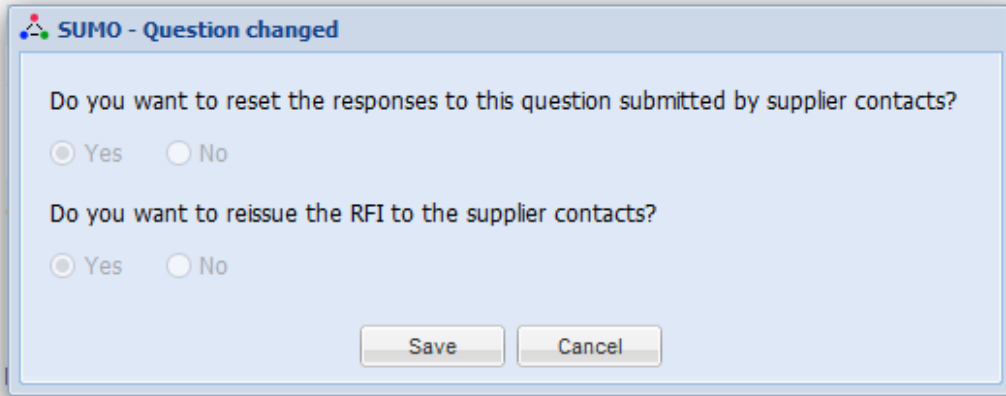 SUMO - Question changed
Do you want to reset the responses to this question submitted by supplier contacts?
Yes No
Do you want to reissue the RFI to the supplier contacts?
Yes No
Save Cancel